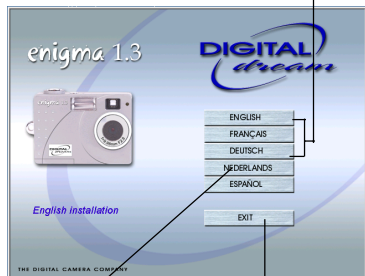 enigma 1.3
DIGITAL
dream
ENGLISH
FRANÇAIS
DEUTSCH
NEDERLANDS
ESPAÑOL
English installation
EXIT
THE DIGITAL CAMERA COMPANY